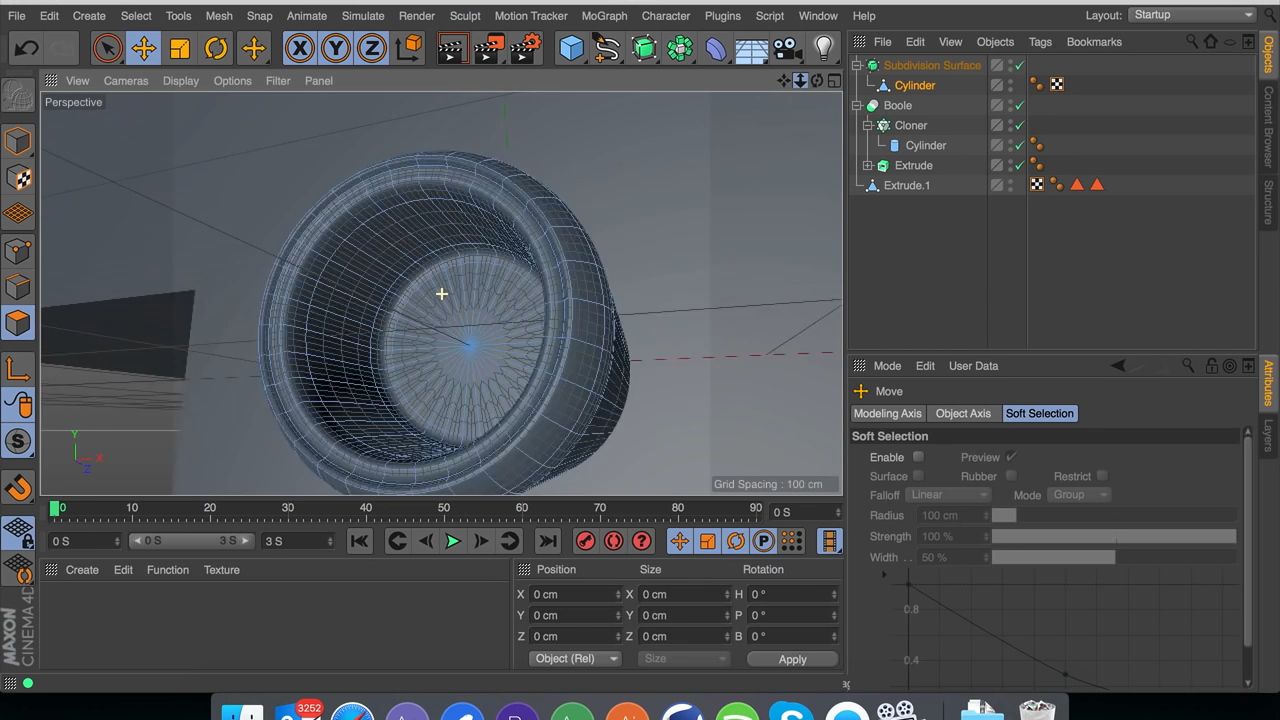 File Edit Create Select Tools Mesh Snap Animate Simulate Render Sculpt Motion Tracker MoGraph Character Plugins Script Window Help Layout: Startup
X Y Z
File Edit View Objects Tags Bookmarks
View Cameras Display Options Filter Panel
Perspective
Subdivision Surface
Cylinder
Boole
Cloner
Cylinder
Extrude
Extrude.1
Objects
Content Browser
Structure
Mode Edit User Data
Move
Modeling Axis Object Axis Soft Selection
Soft Selection
Enable Preview
Surface Rubber Restrict
Falloff Linear Mode Group
Radius 100 cm
Strength 100 %
Width . . 50 %
0.8
0.4
Attributes
Layers
Y
X
Z
Grid Spacing : 100 cm
0 10 20 30 40 50 60 70 80 90 0 S
0 S 0 S 3 S 3 S
P
Create Edit Function Texture
Position Size Rotation
X 0 cm X 0 cm H 0 °
Y 0 cm Y 0 cm P 0 °
Z 0 cm Z 0 cm B 0 °
Object (Rel) Size Apply
S
MAXON
CINEMA 4D
3252